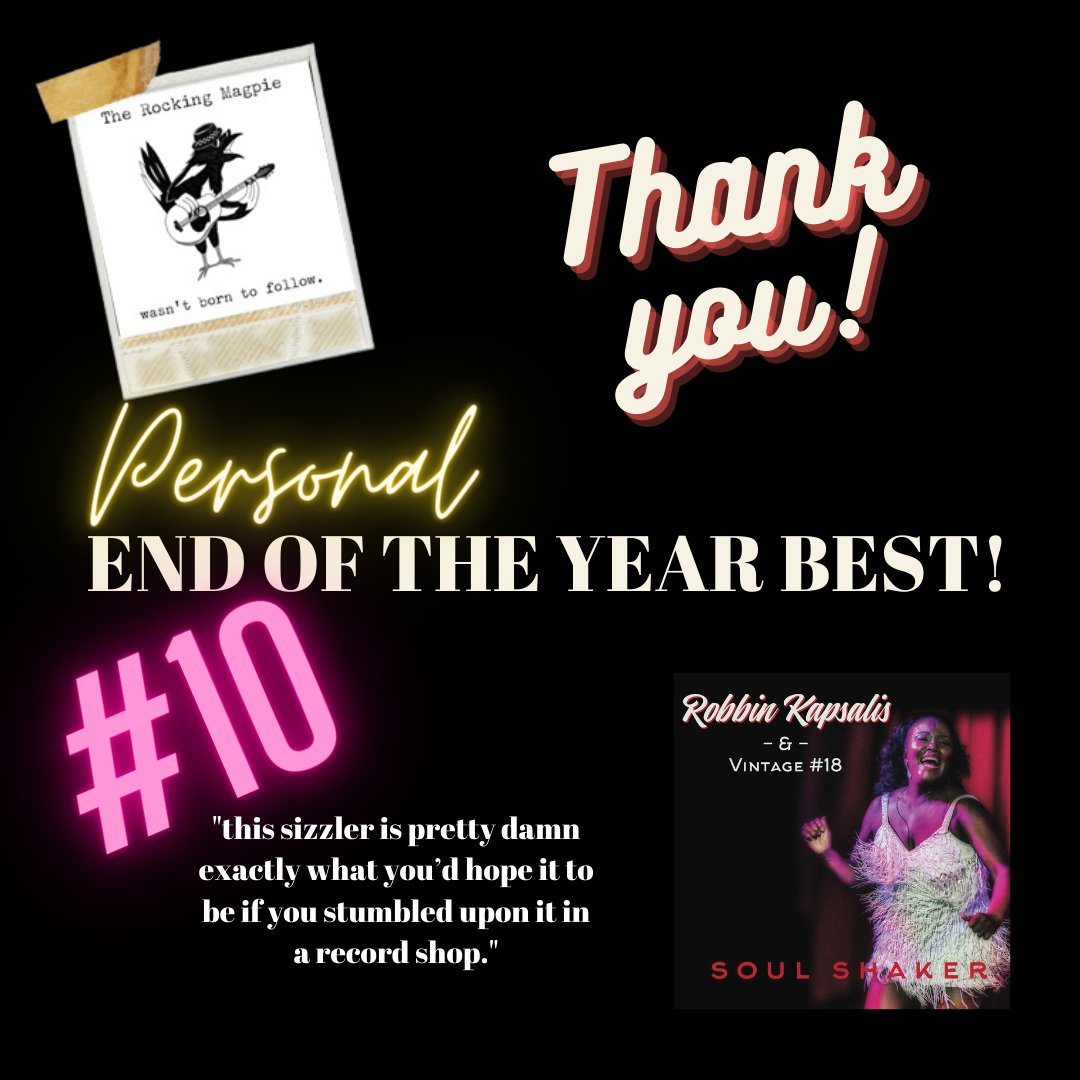 The Rocking Magpie
wasn't born to follow.
Thank
you!
Personal
END OF THE YEAR BEST!
#10
"this sizzler is pretty damn
exactly what you’d hope it to
be if you stumbled upon it in
a record shop."
Robbin Kapsalis
- & -
VINTAGE #18
SOUL SHAKER